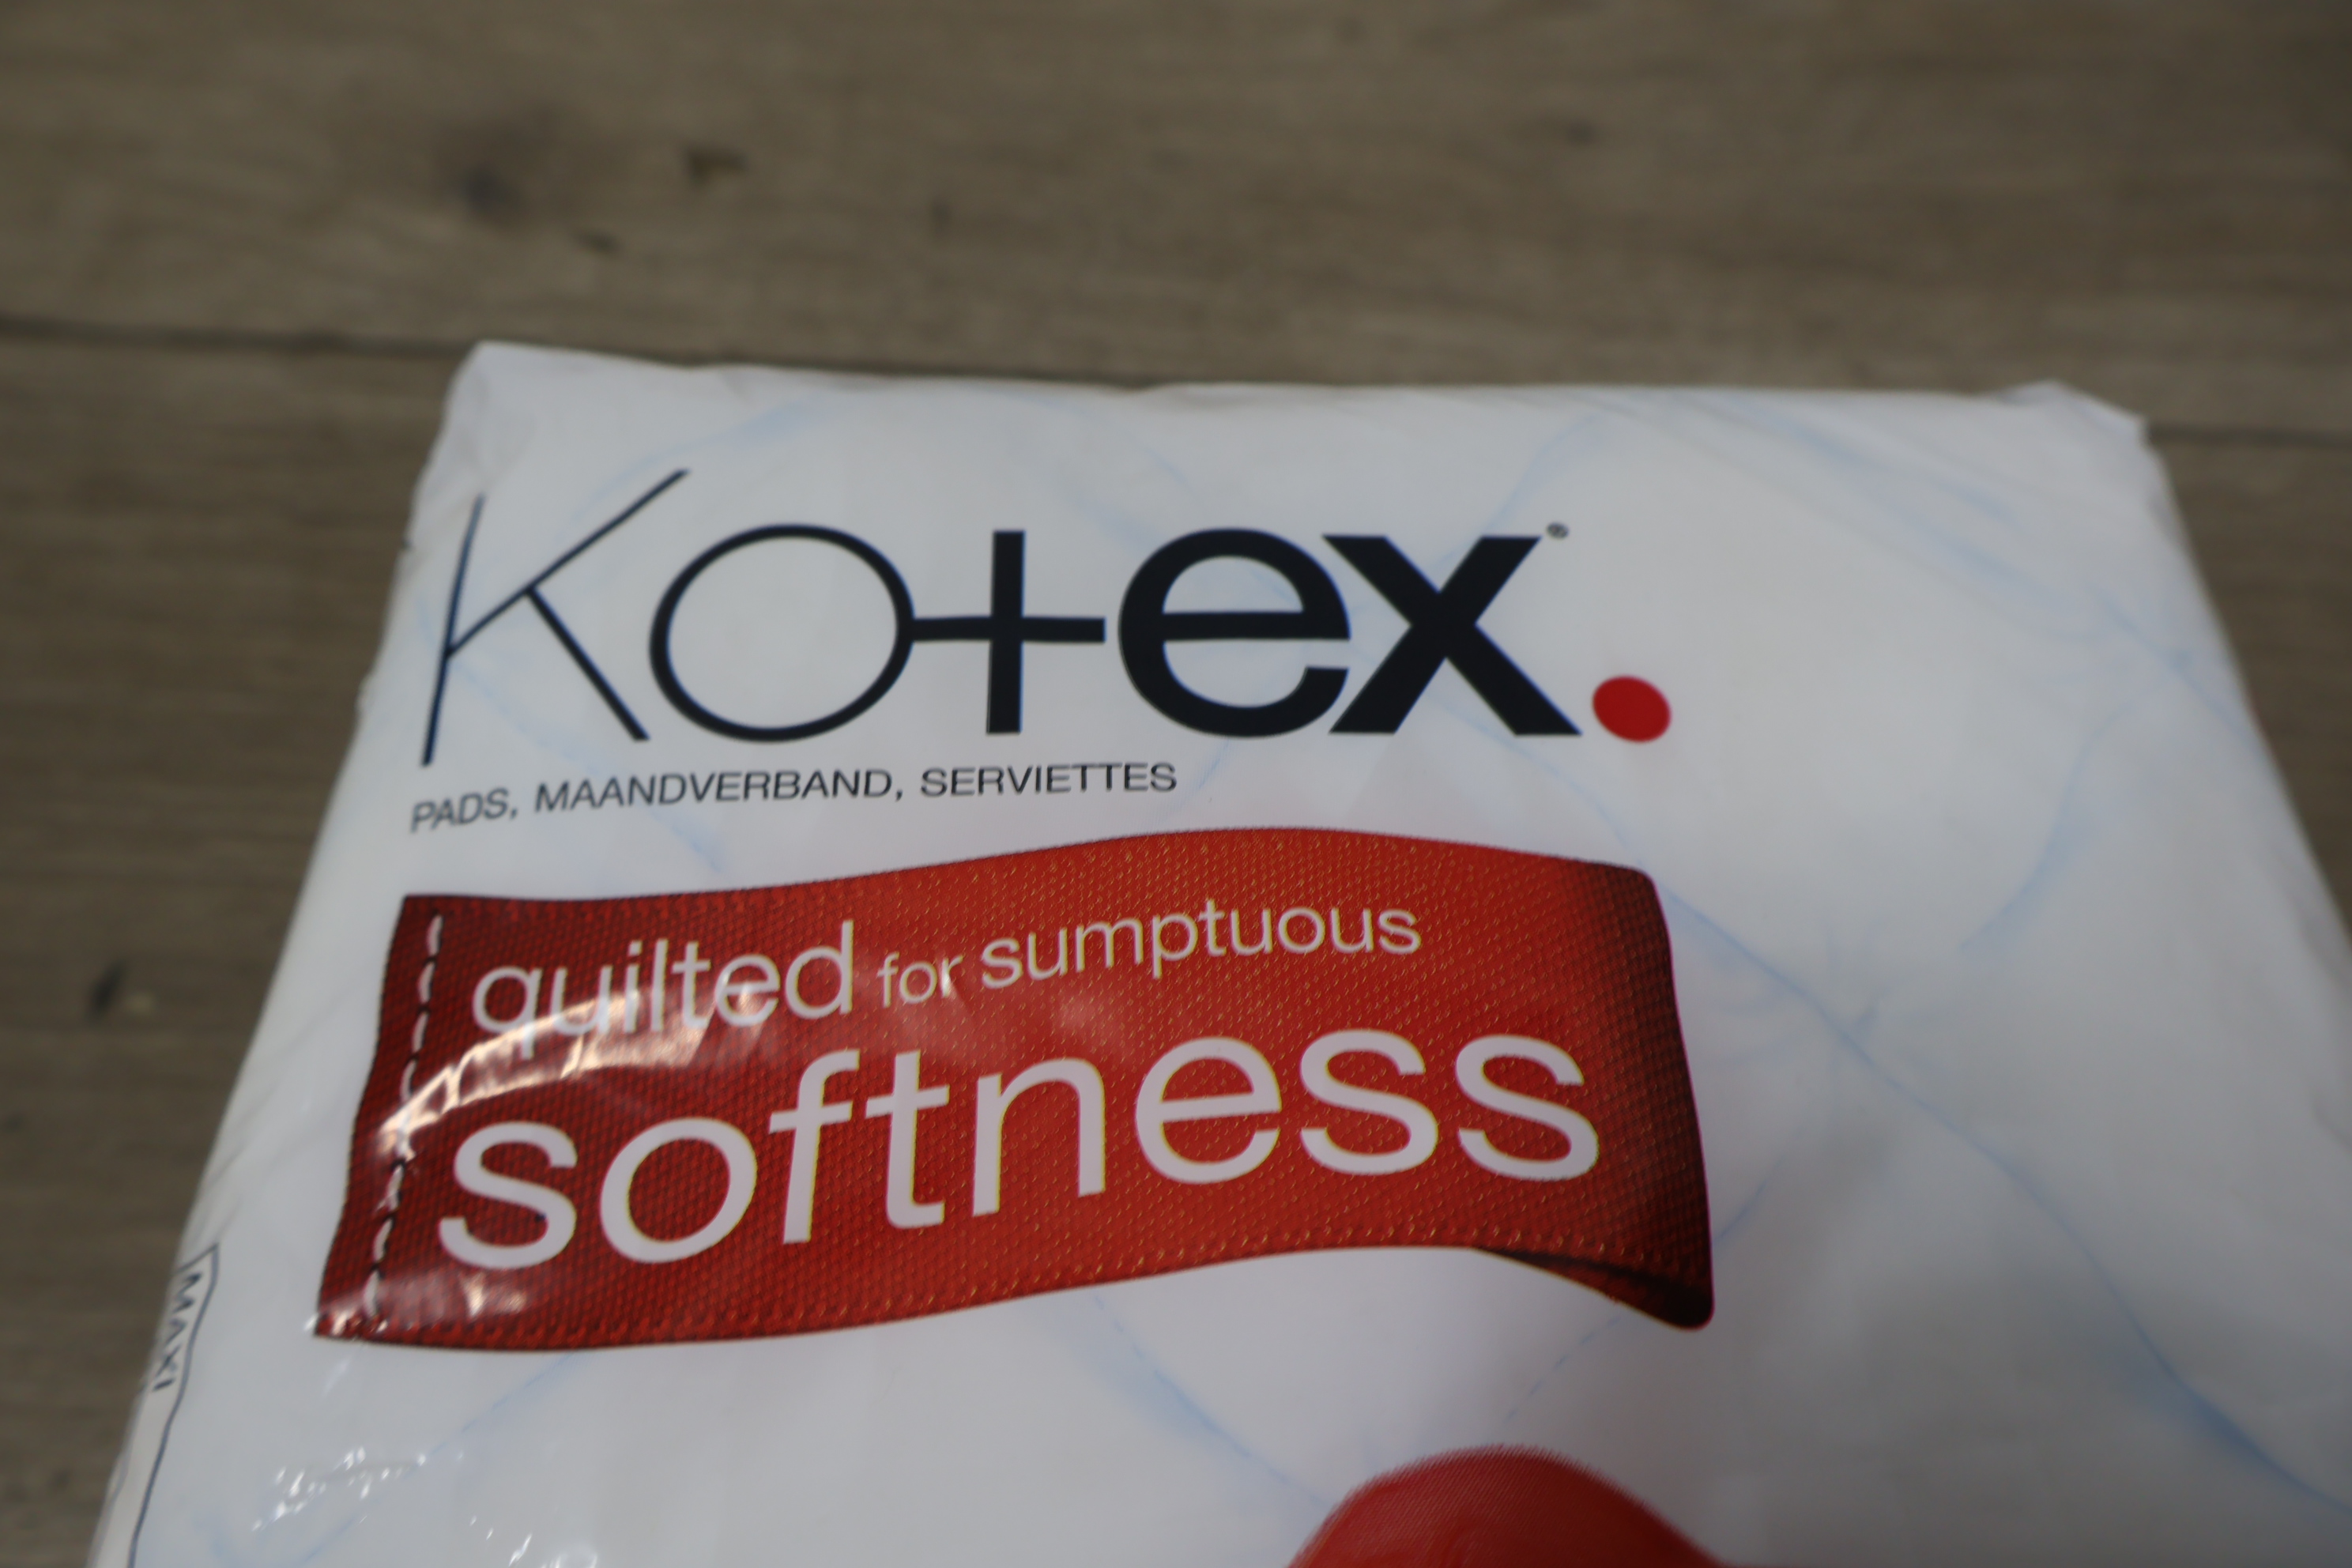 Kotex®.
PADS, MAANDVERBAND, SERVIETTES
quilted for sumptuous
softness
MAXI